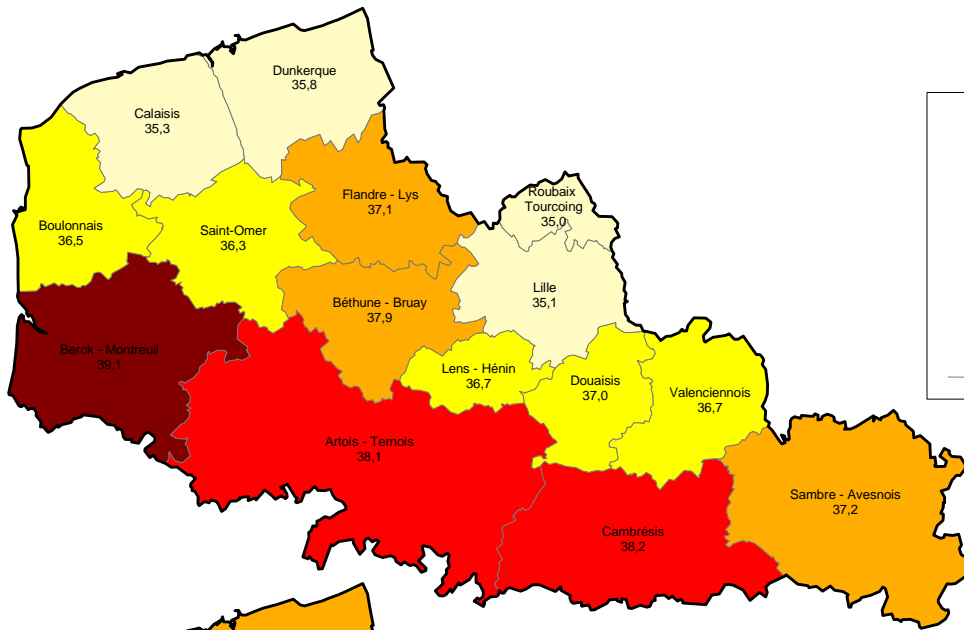 Dunkerque
35,8
Calaisis
35,3
Flandre - Lys
37,1
Roubaix
Tourcoing
35,0
Boulonnais
36,5
Saint-Omer
36,3
Lille
35,1
Béthune - Bruay
37,9
Berck - Montreuil
39,1
Lens - Hénin
36,7
Douaisis
37,0
Valenciennois
36,7
Artois - Ternois
38,1
Sambre - Avesnois
37,2
Cambrésis
38,2